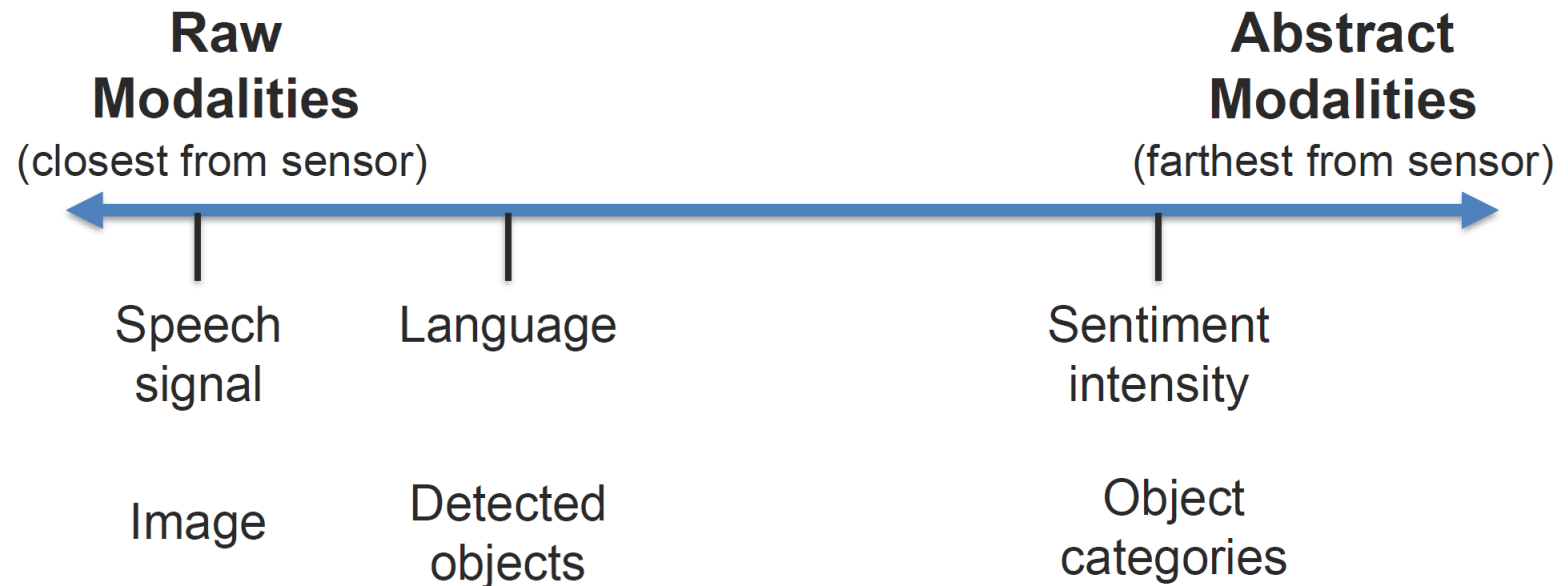 Raw
Modalities
(closest from sensor)
Abstract
Modalities
(farthest from sensor)
Speech
signal
Language
Sentiment
intensity
Image
Detected
objects
Object
categories